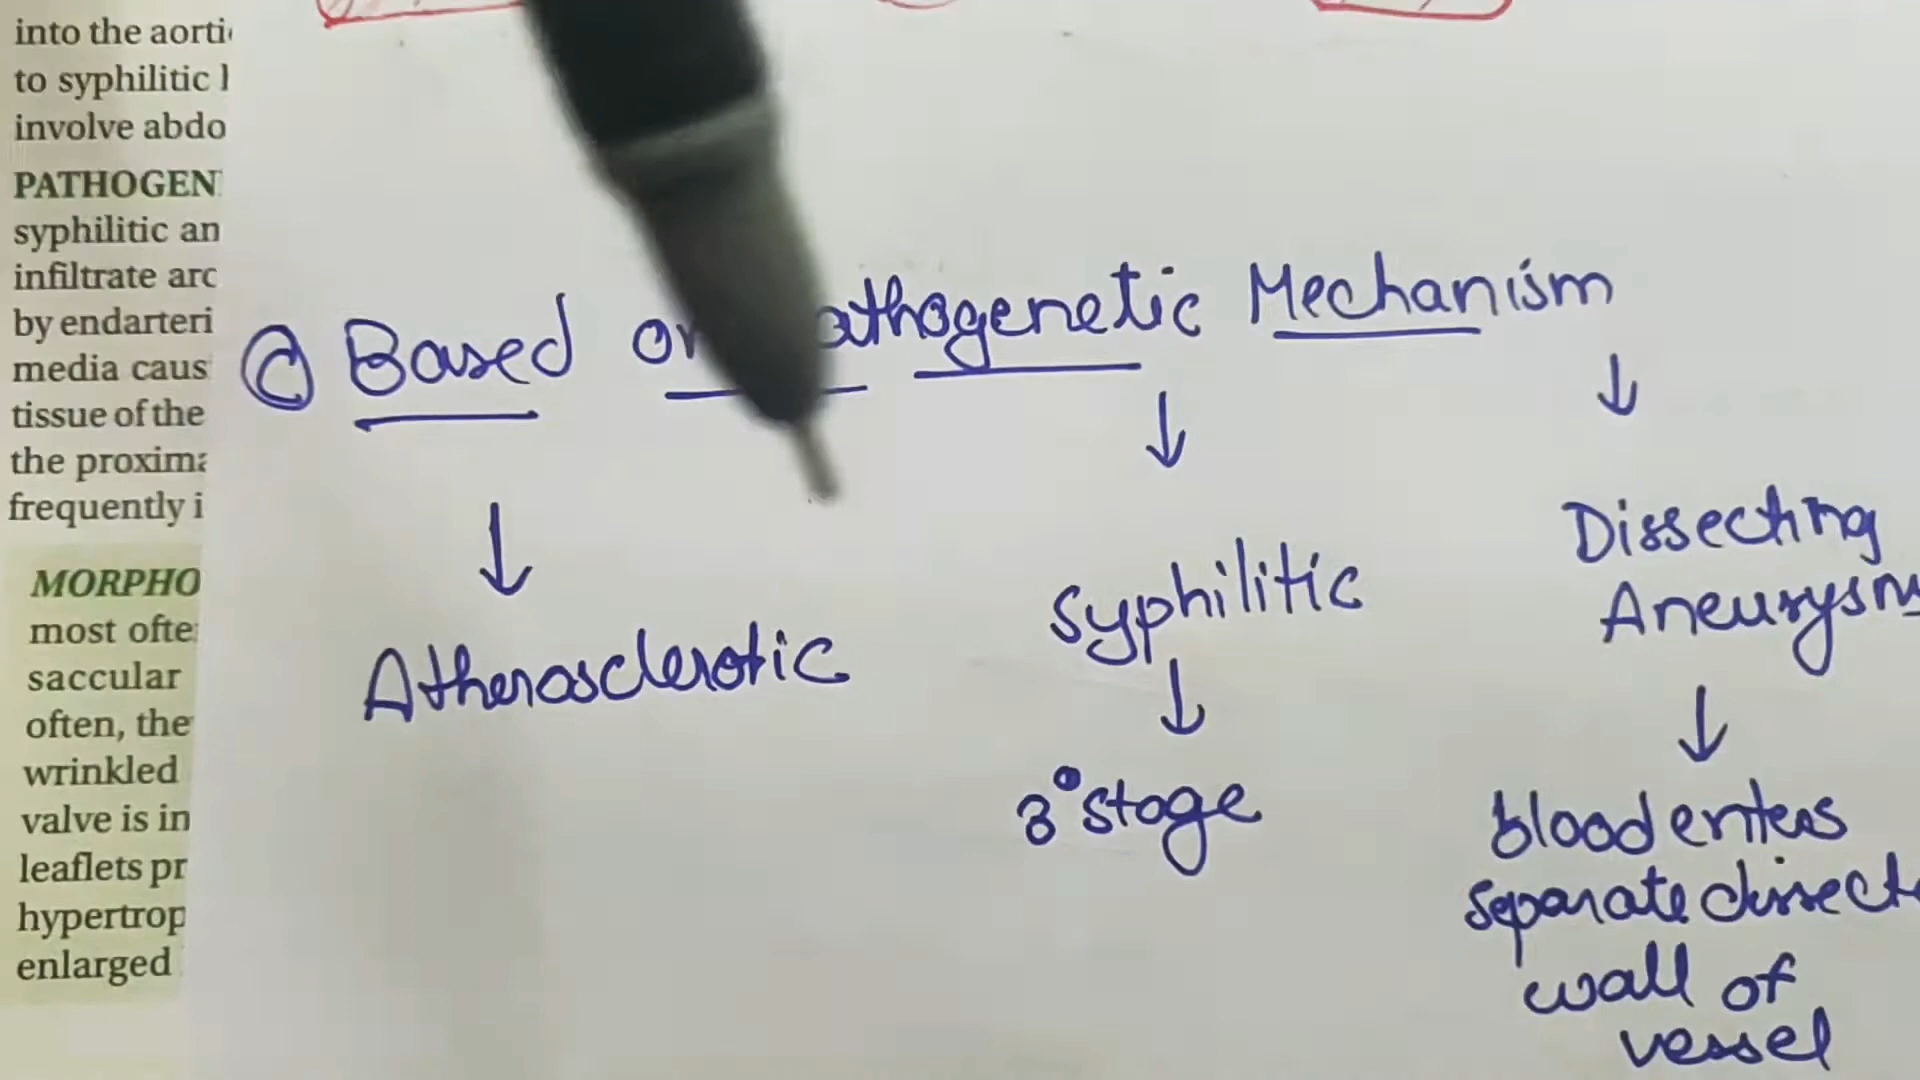 into the aorti
to syphilitic
involve abdo
PATHOGEN
syphilitic an
infiltrate arc
by endarteri
media caus
tissue of the
the proxima
frequently i
MORPHO
most ofte
saccular
often, the
wrinkled
valve is in
leaflets pr
hypertrop
enlarged
C Based on athogenetic Mechanism
↓ ↓ ↓
Atherosclerotic
Syphilitic
↓
3° stage
Dissecting
Aneurysm
↓
blood enters
separate dissect
wall of
vessel